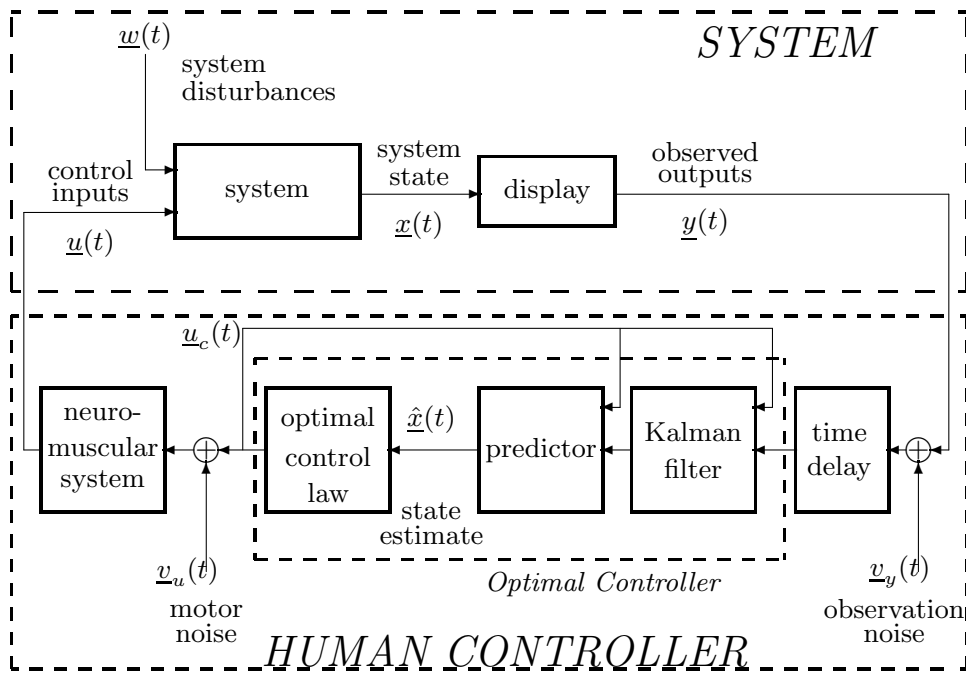 w(t)
SYSTEM
system
disturbances
control
inputs
u(t)
system
system
state
x(t)
display
observed
outputs
y(t)
u_c(t)
neuro-
muscular
system
optimal
control
law
x̂(t)
state
estimate
predictor
Kalman
filter
time
delay
v_u(t)
motor
noise
Optimal Controller
v_y(t)
observation
noise
HUMAN CONTROLLER